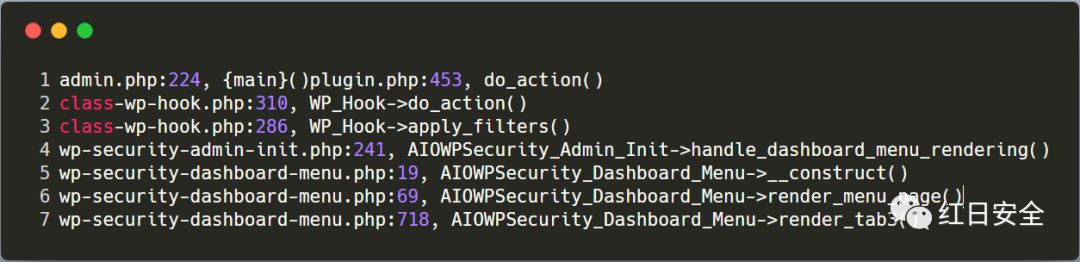 1 admin.php:224, {main}()plugin.php:453, do_action()
2 class-wp-hook.php:310, WP_Hook->do_action()
3 class-wp-hook.php:286, WP_Hook->apply_filters()
4 wp-security-admin-init.php:241, AIOWPSecurity_Admin_Init->handle_dashboard_menu_rendering()
5 wp-security-dashboard-menu.php:19, AIOWPSecurity_Dashboard_Menu->__construct()
6 wp-security-dashboard-menu.php:69, AIOWPSecurity_Dashboard_Menu->render_menu_page()
7 wp-security-dashboard-menu.php:718, AIOWPSecurity_Dashboard_Menu->render_tab3()
红日安全